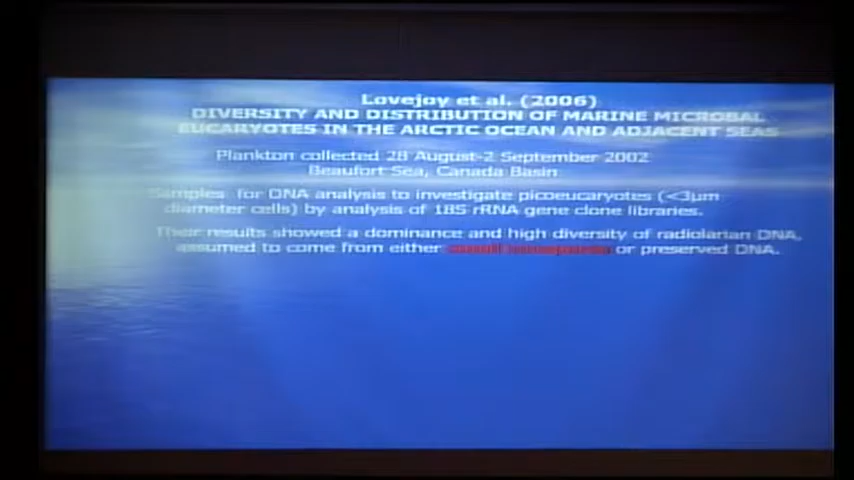 Lovejoy et al. (2006)
DIVERSITY AND DISTRIBUTION OF MARINE MICROBIAL
EUCARYOTES IN THE ARCTIC OCEAN AND ADJACENT SEAS
Plankton collected 28 August-2 September 2002
Beaufort Sea, Canada Basin
Samples for DNA analysis to investigate picoeucaryotes (<3µm
diameter cells) by analysis of 18S rRNA gene clone libraries.
Their results showed a dominance and high diversity of radiolarian DNA,
assumed to come from either or preserved DNA.